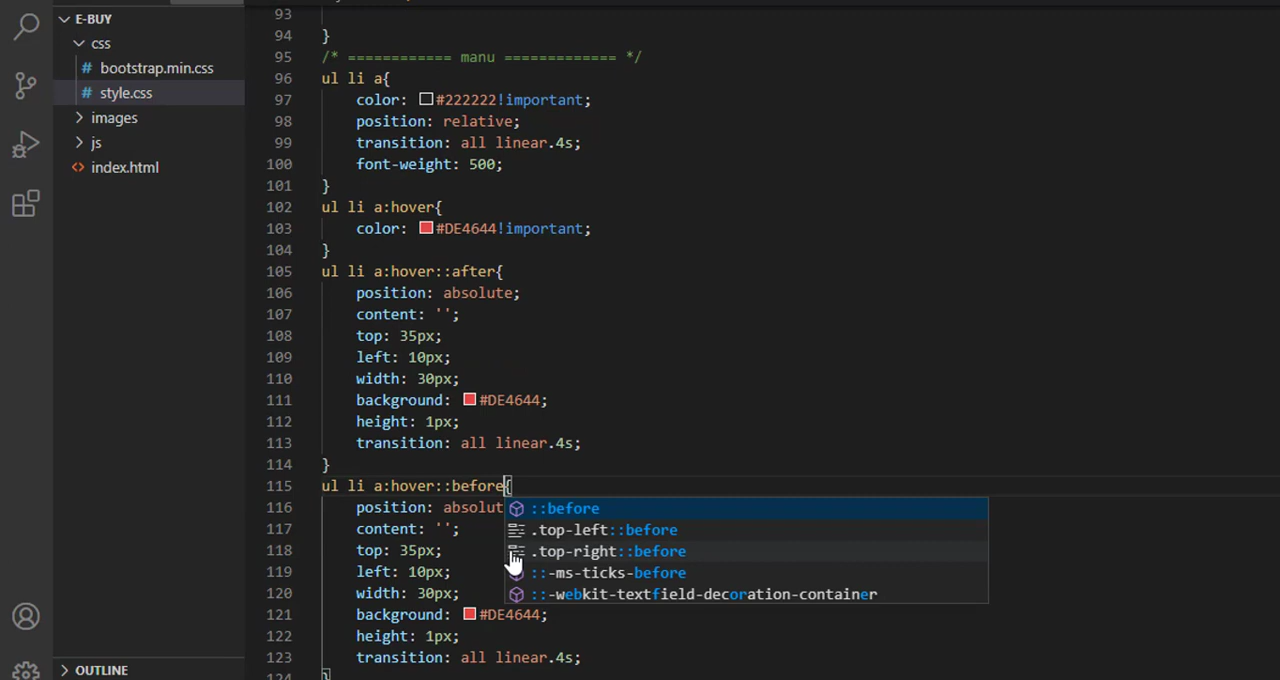 E-BUY
css
# bootstrap.min.css
# style.css
images
js
<> index.html
OUTLINE
93
94 }
95 /* ============ manu ============= */
96 ul li a{
97 color: #222222!important;
98 position: relative;
99 transition: all linear.4s;
100 font-weight: 500;
101 }
102 ul li a:hover{
103 color: #DE4644!important;
104 }
105 ul li a:hover::after{
106 position: absolute;
107 content: '';
108 top: 35px;
109 left: 10px;
110 width: 30px;
111 background: #DE4644;
112 height: 1px;
113 transition: all linear.4s;
114 }
115 ul li a:hover::before{
116 position: absolut
::before
117 content: '';
.top-left::before
118 top: 35px;
.top-right::before
119 left: 10px;
::-ms-ticks-before
120 width: 30px;
::-webkit-textfield-decoration-container
121 background: #DE4644;
122 height: 1px;
123 transition: all linear.4s;
124 }